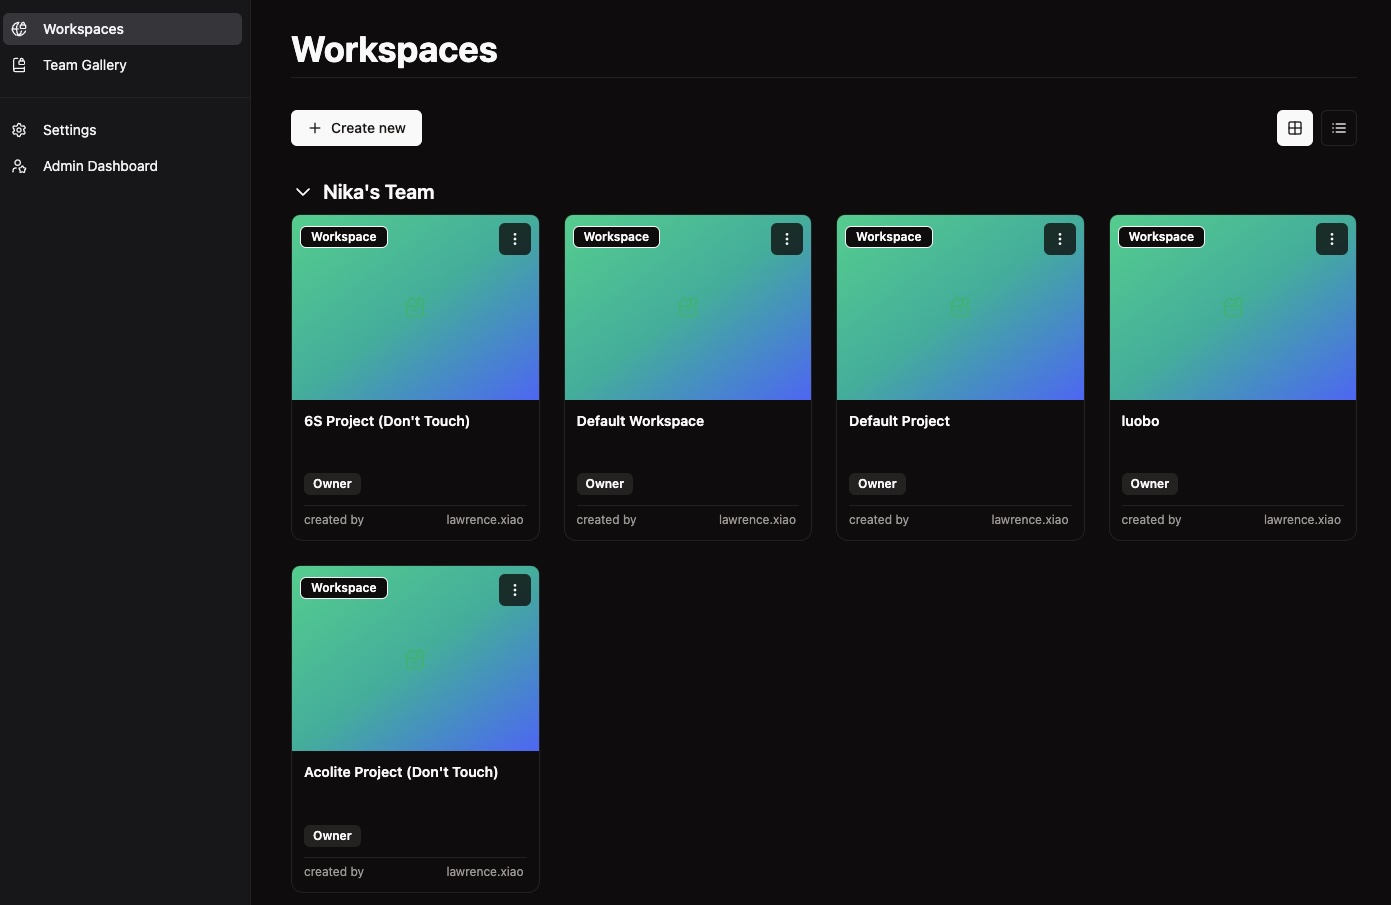 Workspaces
Team Gallery
Settings
Admin Dashboard
Workspaces
Create new
Nika's Team
Workspace
Workspace
Workspace
Workspace
6S Project (Don't Touch)
Default Workspace
Default Project
luobo
Owner
Owner
Owner
Owner
created by lawrence.xiao
created by lawrence.xiao
created by lawrence.xiao
created by lawrence.xiao
Workspace
Acolite Project (Don't Touch)
Owner
created by lawrence.xiao